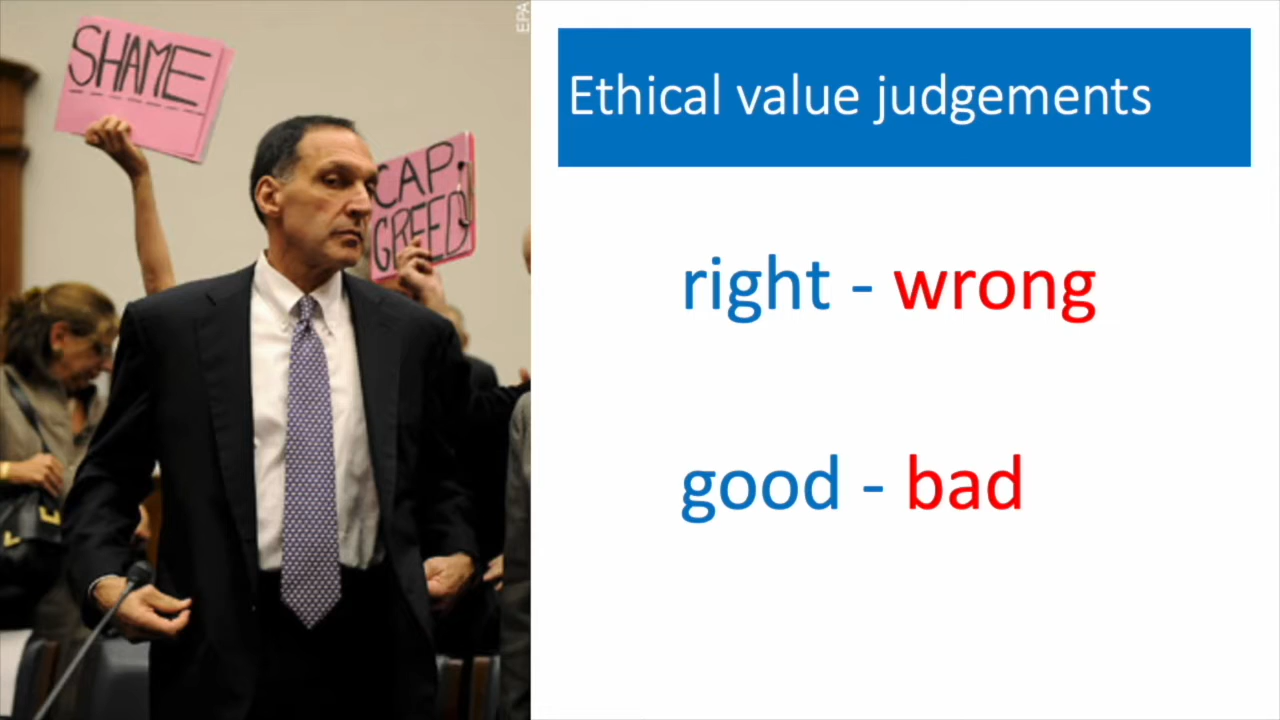 SHAME
CAP
GREED
EPA
Ethical value judgements
right - wrong
good - bad